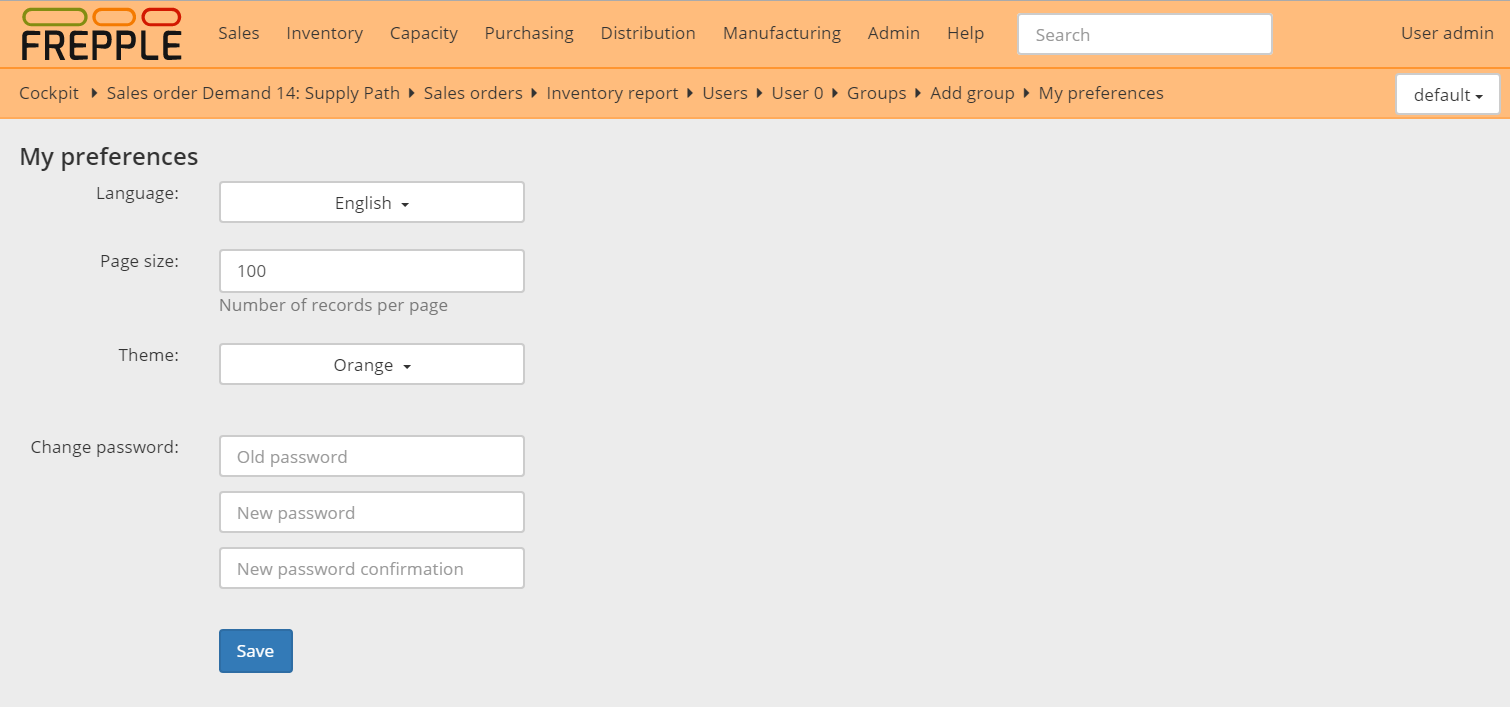 FREPPLE Sales Inventory Capacity Purchasing Distribution Manufacturing Admin Help Search User admin
Cockpit Sales order Demand 14: Supply Path Sales orders Inventory report Users User 0 Groups Add group My preferences default
My preferences
Language: English
Page size: 100
Number of records per page
Theme: Orange
Change password: Old password
New password
New password confirmation
Save